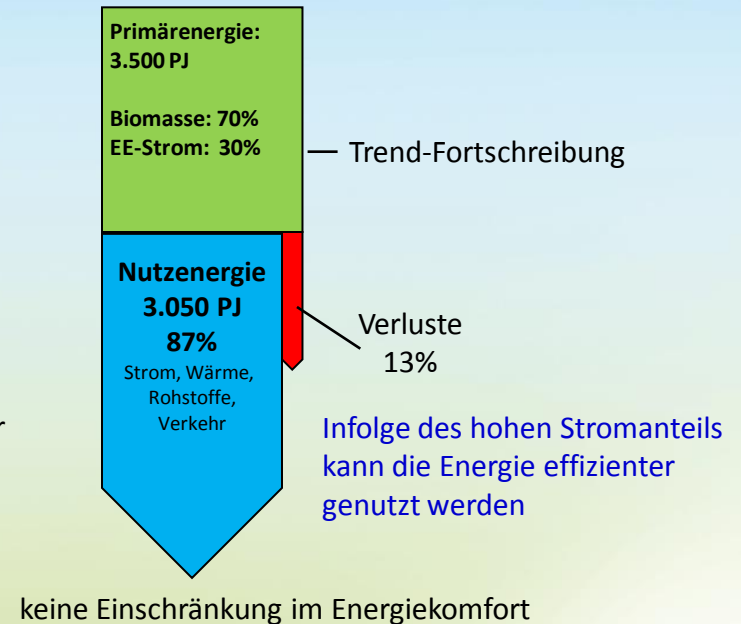 Primärenergie:
3.500 PJ
Biomasse: 70%
EE-Strom: 30%
Trend-Fortschreibung
Nutzenergie
3.050 PJ
87%
Strom, Wärme,
Rohstoffe,
Verkehr
Verluste
13%
r
Infolge des hohen Stromanteils
kann die Energie effizienter
genutzt werden
keine Einschränkung im Energiekomfort